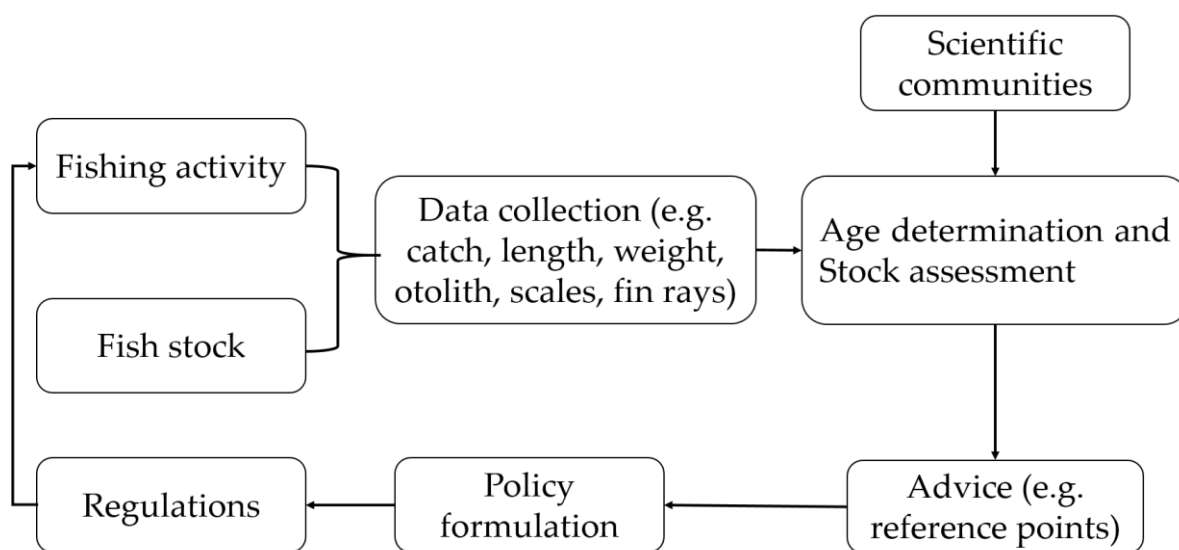 Scientific
communities
Fishing activity
Data collection (e.g.
catch, length, weight,
otolith, scales, fin rays)
Age determination and
Stock assessment
Fish stock
Regulations
Policy
formulation
Advice (e.g.
reference points)